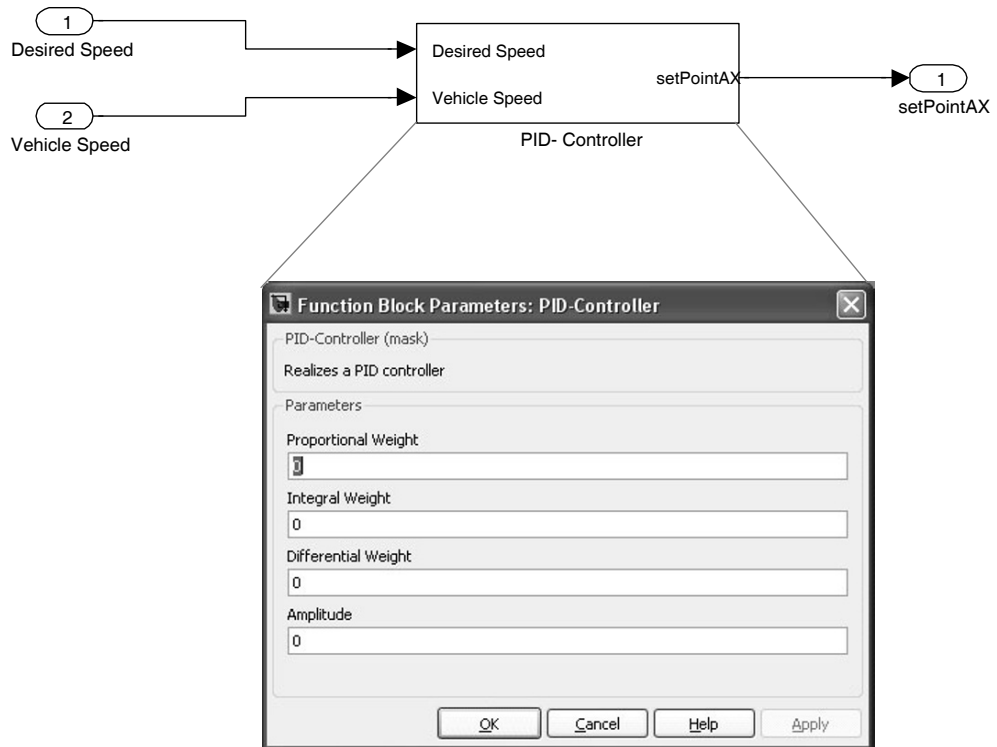 1
Desired Speed
2
Vehicle Speed
Desired Speed
Vehicle Speed
setPointAX
PID- Controller
1
setPointAX
Function Block Parameters: PID-Controller
PID-Controller (mask)
Realizes a PID controller
Parameters
Proportional Weight
0
Integral Weight
0
Differential Weight
0
Amplitude
0
OK
Cancel
Help
Apply